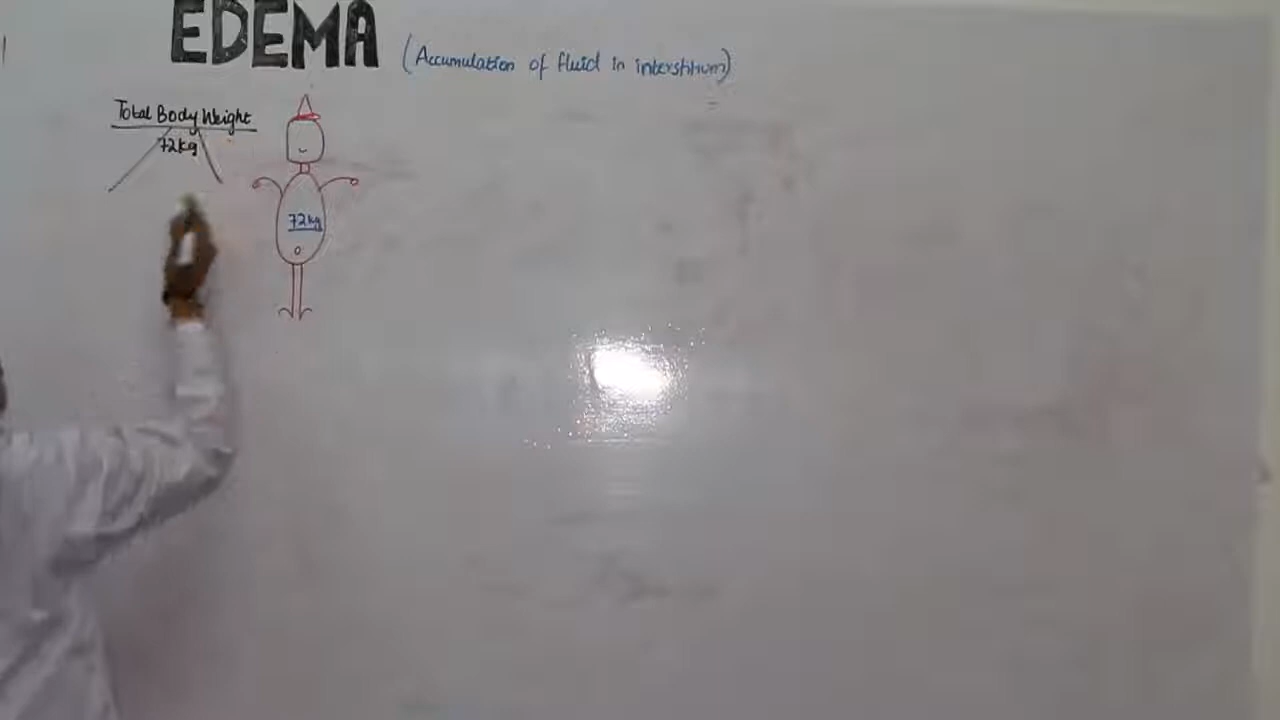 EDEMA
(Accumulation of fluid in interstitium)
Total Body Weight
72kg
72kg